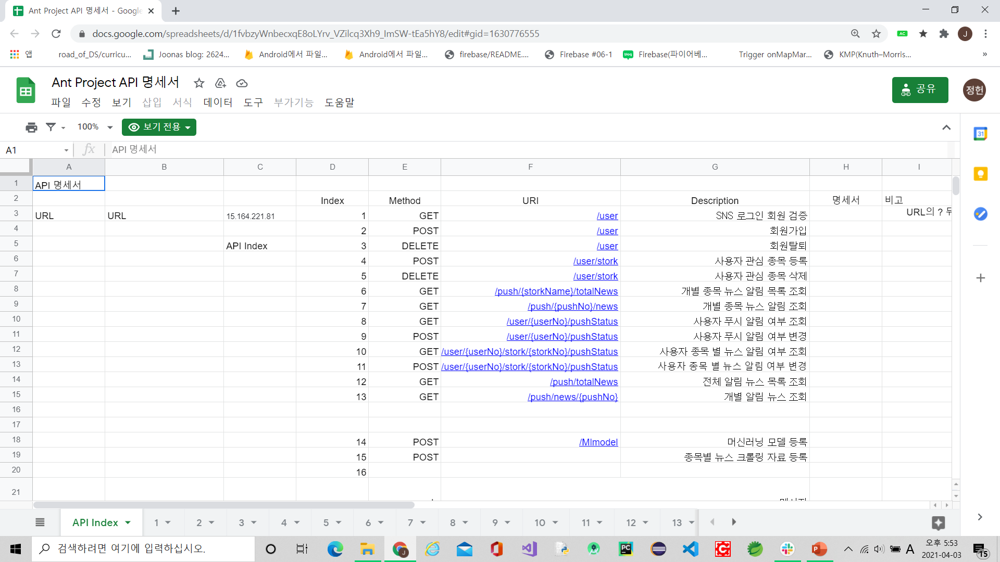 Ant Project API 명세서 - Google
docs.google.com/spreadsheets/d/1fvbzyWnbecxqE8oLYrv_VZilcq3Xh9_ImSW-tEa5hY8/edit#gid=1630776555
AC J
앱 road_of_DS/curricu... Joonas blog: 2624... Android에서 파일... Android에서 파일... firebase/README.... Firebase #06-1 blog Firebase(파이어베... Trigger onMapMar... KMP(Knuth–Morris... »
Ant Project API 명세서
파일 수정 보기 삽입 서식 데이터 도구 부가기능 도움말
공유 정헌
100% 보기 전용
31
A1 fx API 명세서
A B C D E F G H I
1 API 명세서
2 Index Method URI Description 명세서 비고
3 URL URL 15.164.221.81 1 GET /user SNS 로그인 회원 검증 URL의 ?
4 2 POST /user 회원가입
5 API Index 3 DELETE /user 회원탈퇴
6 4 POST /user/stork 사용자 관심 종목 등록
7 5 DELETE /user/stork 사용자 관심 종목 삭제
8 6 GET /push/{storkName}/totalNews 개별 종목 뉴스 알림 목록 조회
9 7 GET /push/{pushNo}/news 개별 종목 뉴스 알림 조회
10 8 GET /user/{userNo}/pushStatus 사용자 푸시 알림 여부 조회
11 9 POST /user/{userNo}/pushStatus 사용자 푸시 알림 여부 변경
12 10 GET /user/{userNo}/stork/{storkNo}/pushStatus 사용자 종목 별 뉴스 알림 여부 조회
13 11 POST /user/{userNo}/stork/{storkNo}/pushStatus 사용자 종목 별 뉴스 알림 여부 변경
14 12 GET /push/totalNews 전체 알림 뉴스 목록 조회
15 13 GET /push/news/{pushNo} 개별 알림 뉴스 조회
16
17
18 14 POST /Mlmodel 머신러닝 모델 등록
19 15 POST 종목별 뉴스 크롤링 자료 등록
20 16
21
API Index 1 2 3 4 5 6 7 8 9 10 11 12 13
검색하려면 여기에 입력하십시오.
A 오후 5:53
2021-04-03
15